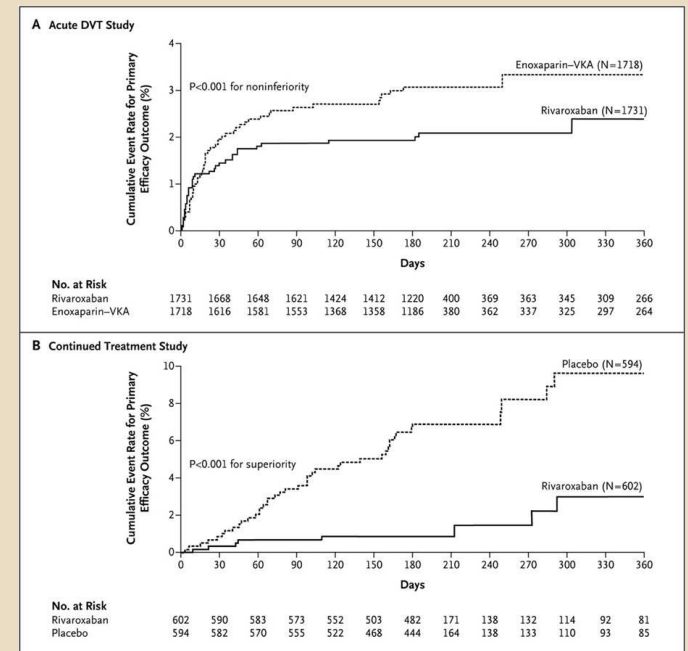 A Acute DVT Study
Cumulative Event Rate for Primary
Efficacy Outcome (%)
4
3
2
1
0
P<0.001 for noninferiority
Enoxaparin–VKA (N=1718)
Rivaroxaban (N=1731)
0 30 60 90 120 150 180 210 240 270 300 330 360
Days
No. at Risk
Rivaroxaban 1731 1668 1648 1621 1424 1412 1220 400 369 363 345 309 266
Enoxaparin–VKA 1718 1616 1581 1553 1368 1358 1186 380 362 337 325 297 264
B Continued Treatment Study
Cumulative Event Rate for Primary
Efficacy Outcome (%)
10
8
6
4
2
0
P<0.001 for superiority
Placebo (N=594)
Rivaroxaban (N=602)
0 30 60 90 120 150 180 210 240 270 300 330 360
Days
No. at Risk
Rivaroxaban 602 590 583 573 552 503 482 171 138 132 114 92 81
Placebo 594 582 570 555 522 468 444 164 138 133 110 93 85